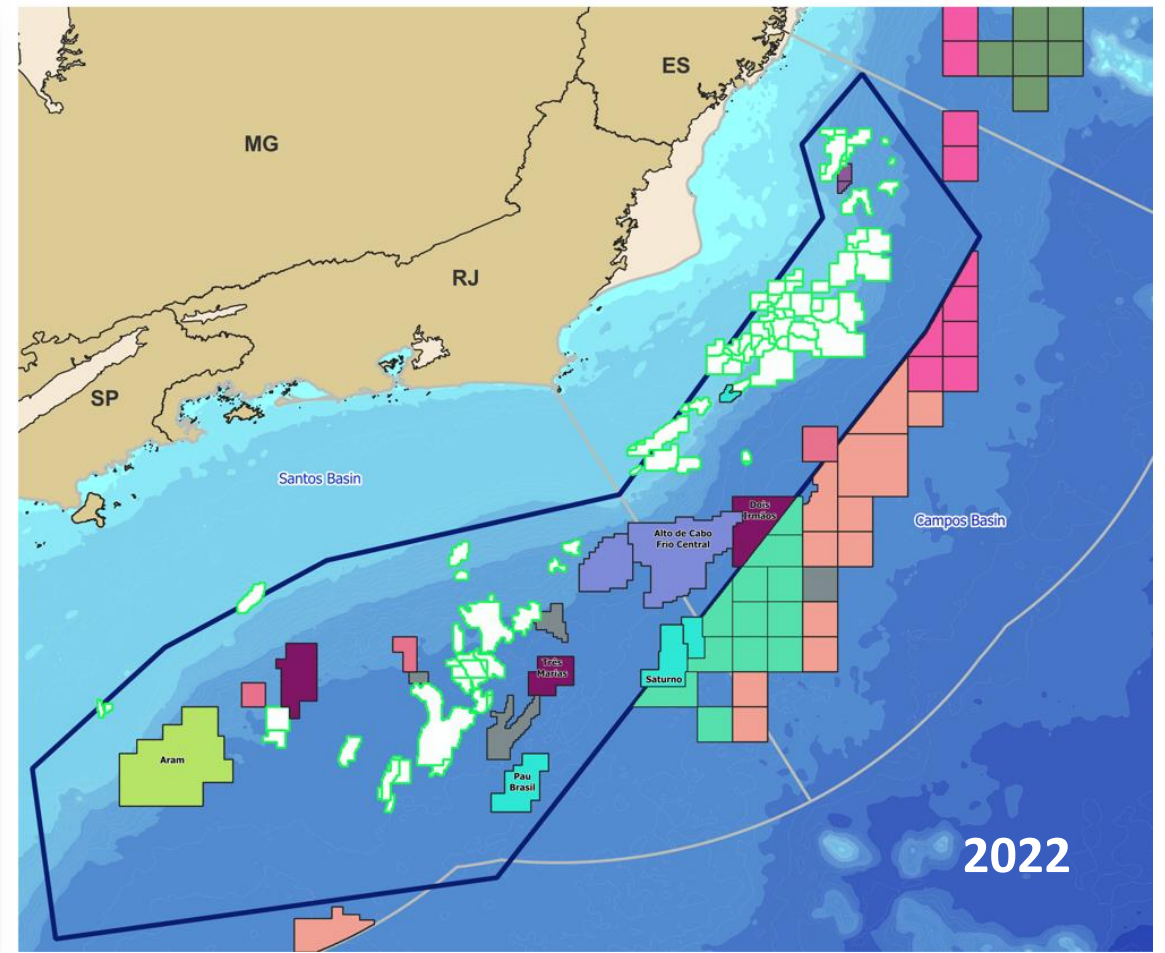 ES
MG
RJ
SP
Santos Basin
Dois
Irmãos
Campos Basin
Alto de Cabo
Frio Central
Três
Marias
Saturno
Aram
Pau
Brasil
2022